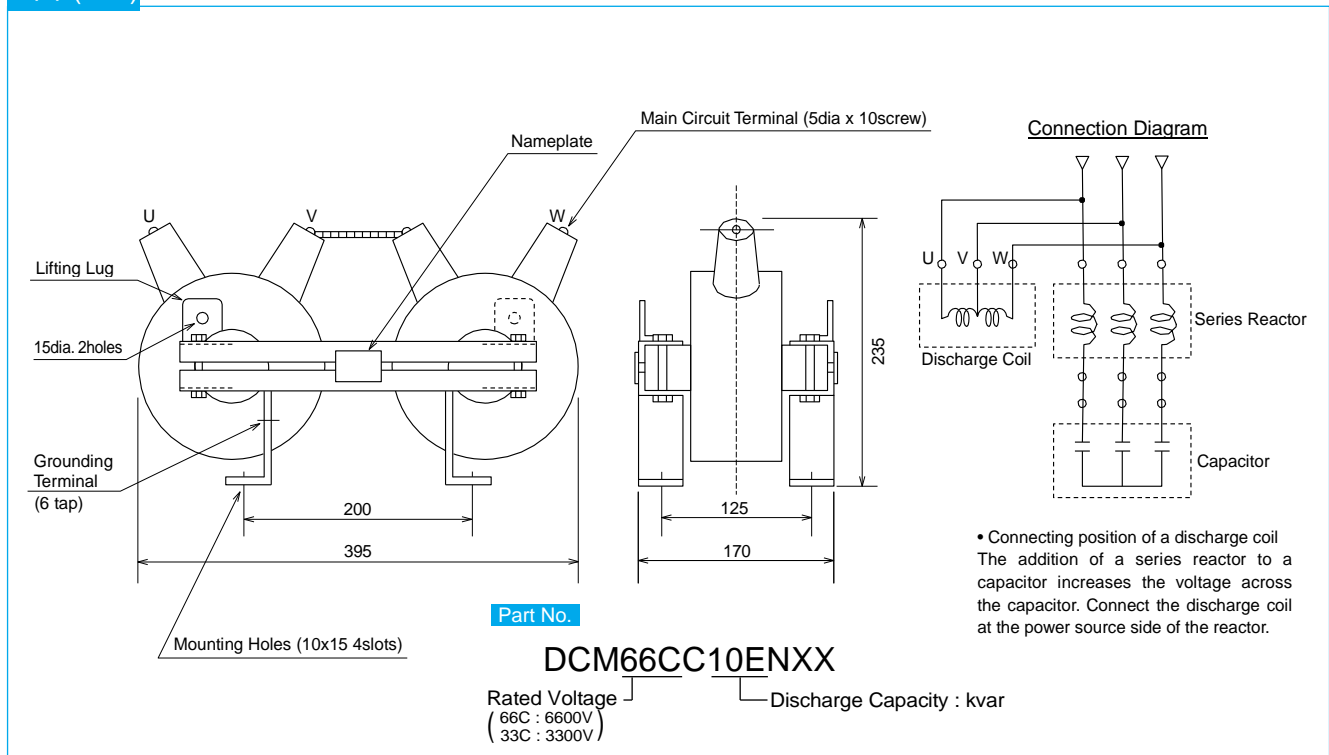 Nameplate
Main Circuit Terminal (5dia x 10screw)
Connection Diagram
U
V
W
Lifting Lug
15dia. 2holes
Grounding
Terminal
(6 tap)
200
395
Mounting Holes (10x15 4slots)
235
125
170
U
V
W
Discharge Coil
Series Reactor
Capacitor
• Connecting position of a discharge coil
The addition of a series reactor to a
capacitor increases the voltage across
the capacitor. Connect the discharge coil
at the power source side of the reactor.
Part No.
DCM66CC10ENXX
Rated Voltage
( 66C : 6600V
33C : 3300V )
Discharge Capacity : kvar